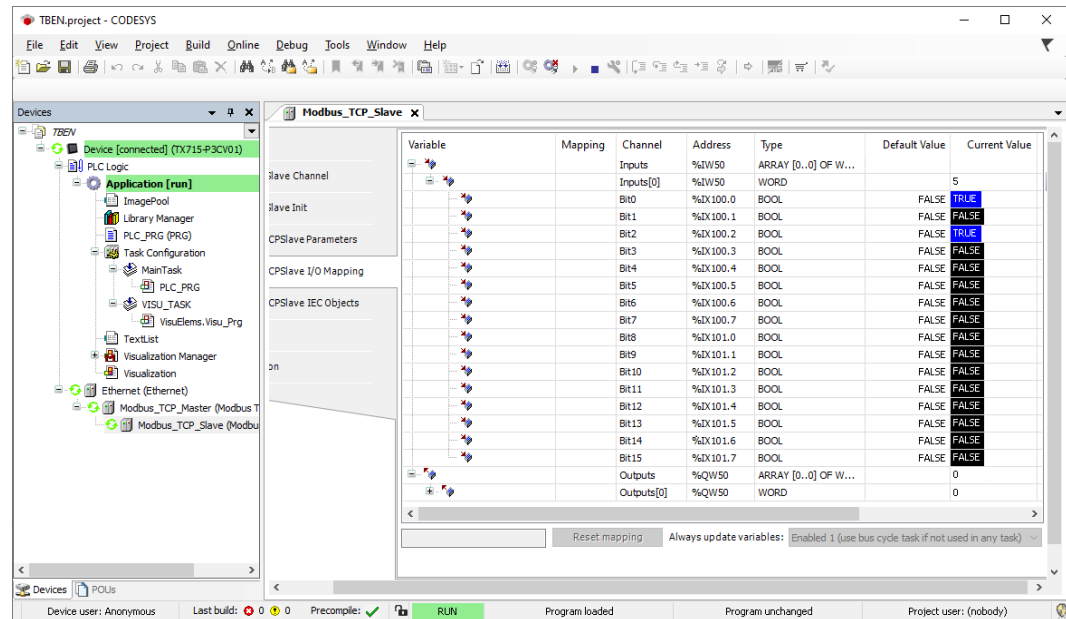 TBEN.project - CODESYS
File Edit View Project Build Online Debug Tools Window Help
Devices
TBEN
Device [connected] (TX715-P3CV01)
PLC Logic
Application [run]
ImagePool
Library Manager
PLC_PRG (PRG)
Task Configuration
MainTask
PLC_PRG
VISU_TASK
VisuElems.Visu_Prg
TextList
Visualization Manager
Visualization
Ethernet (Ethernet)
Modbus_TCP_Master (Modbus T
Modbus_TCP_Slave (Modbu
Devices POUs
Modbus_TCP_Slave
Slave Channel
Slave Init
CPSlave Parameters
CPSlave I/O Mapping
CPSlave IEC Objects
on
Variable Mapping Channel Address Type Default Value Current Value
Inputs %IW50 ARRAY [0..0] OF W...
Inputs[0] %IW50 WORD 5
Bit0 %IX100.0 BOOL FALSE TRUE
Bit1 %IX100.1 BOOL FALSE FALSE
Bit2 %IX100.2 BOOL FALSE TRUE
Bit3 %IX100.3 BOOL FALSE FALSE
Bit4 %IX100.4 BOOL FALSE FALSE
Bit5 %IX100.5 BOOL FALSE FALSE
Bit6 %IX100.6 BOOL FALSE FALSE
Bit7 %IX100.7 BOOL FALSE FALSE
Bit8 %IX101.0 BOOL FALSE FALSE
Bit9 %IX101.1 BOOL FALSE FALSE
Bit10 %IX101.2 BOOL FALSE FALSE
Bit11 %IX101.3 BOOL FALSE FALSE
Bit12 %IX101.4 BOOL FALSE FALSE
Bit13 %IX101.5 BOOL FALSE FALSE
Bit14 %IX101.6 BOOL FALSE FALSE
Bit15 %IX101.7 BOOL FALSE FALSE
Outputs %QW50 ARRAY [0..0] OF W... 0
Outputs[0] %QW50 WORD 0
Reset mapping Always update variables: Enabled 1 (use bus cycle task if not used in any task)
Device user: Anonymous Last build: 0 0 Precompile: RUN Program loaded Program unchanged Project user: (nobody)